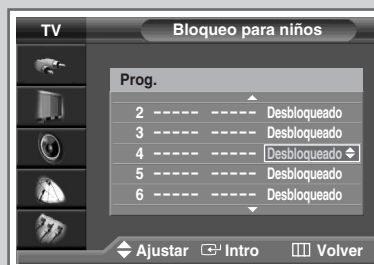 TV
Bloqueo para niños
Prog.
2 ----- ----- Desbloqueado
3 ----- ----- Desbloqueado
4 ----- ----- Desbloqueado
5 ----- ----- Desbloqueado
6 ----- ----- Desbloqueado
Ajustar Intro Volver